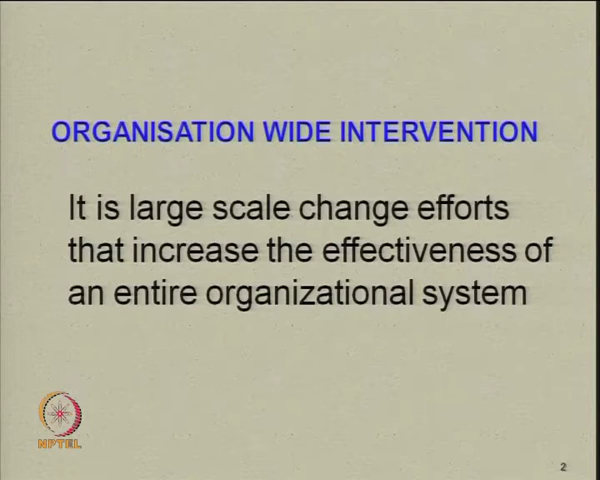 ORGANISATION WIDE INTERVENTION
It is large scale change efforts
that increase the effectiveness of
an entire organizational system
NPTEL
2